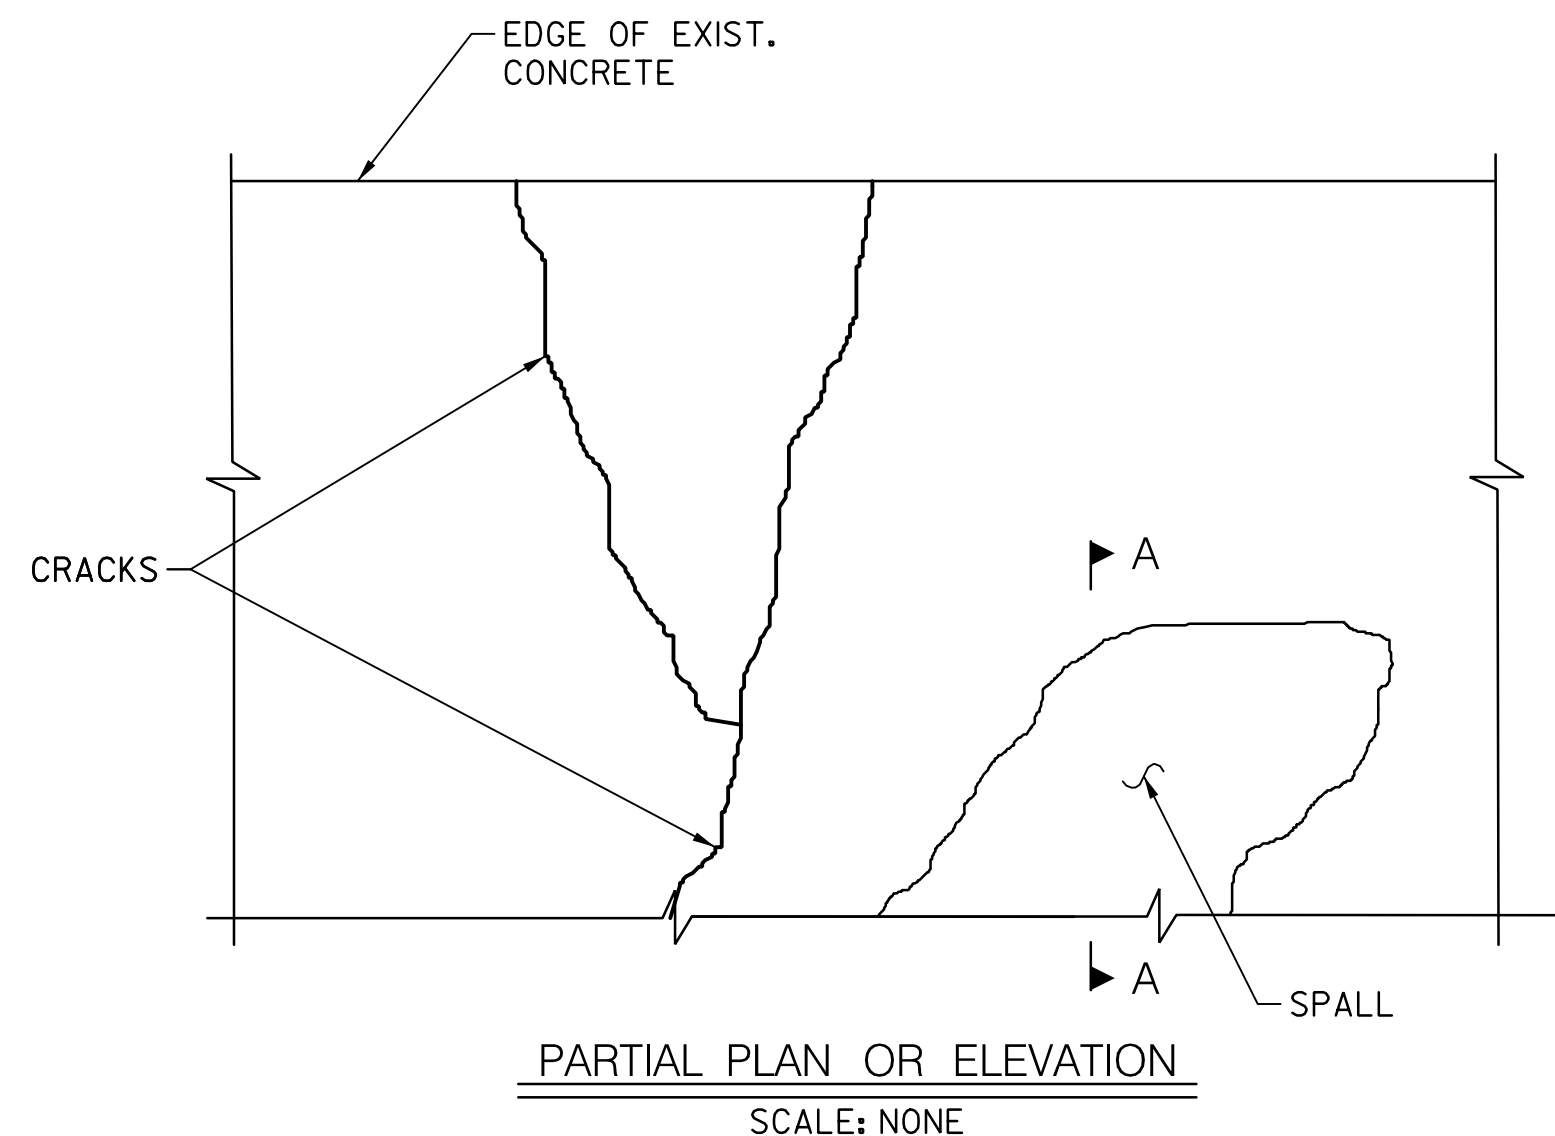 EDGE OF EXIST.
CONCRETE
CRACKS
A
A
SPALL
PARTIAL PLAN OR ELEVATION
SCALE: NONE